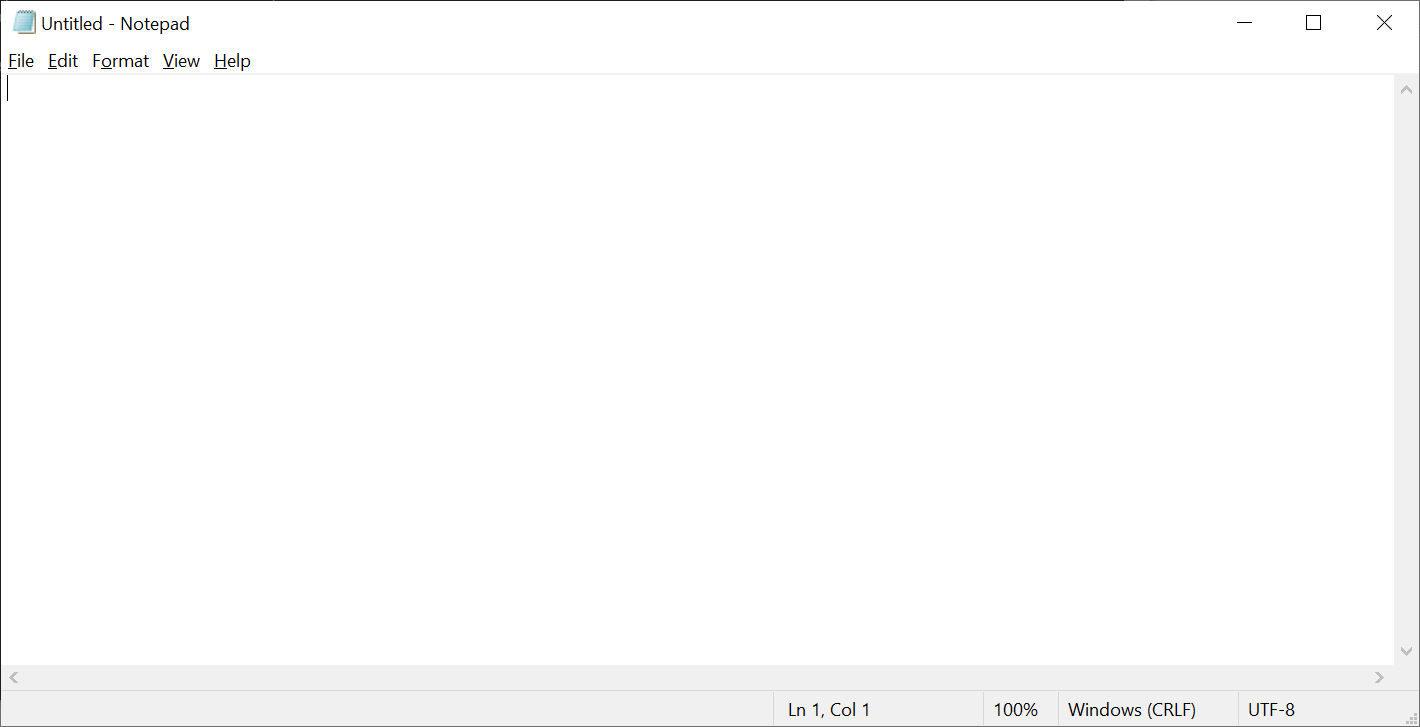 Untitled - Notepad
File Edit Format View Help
Ln 1, Col 1 100% Windows (CRLF) UTF-8